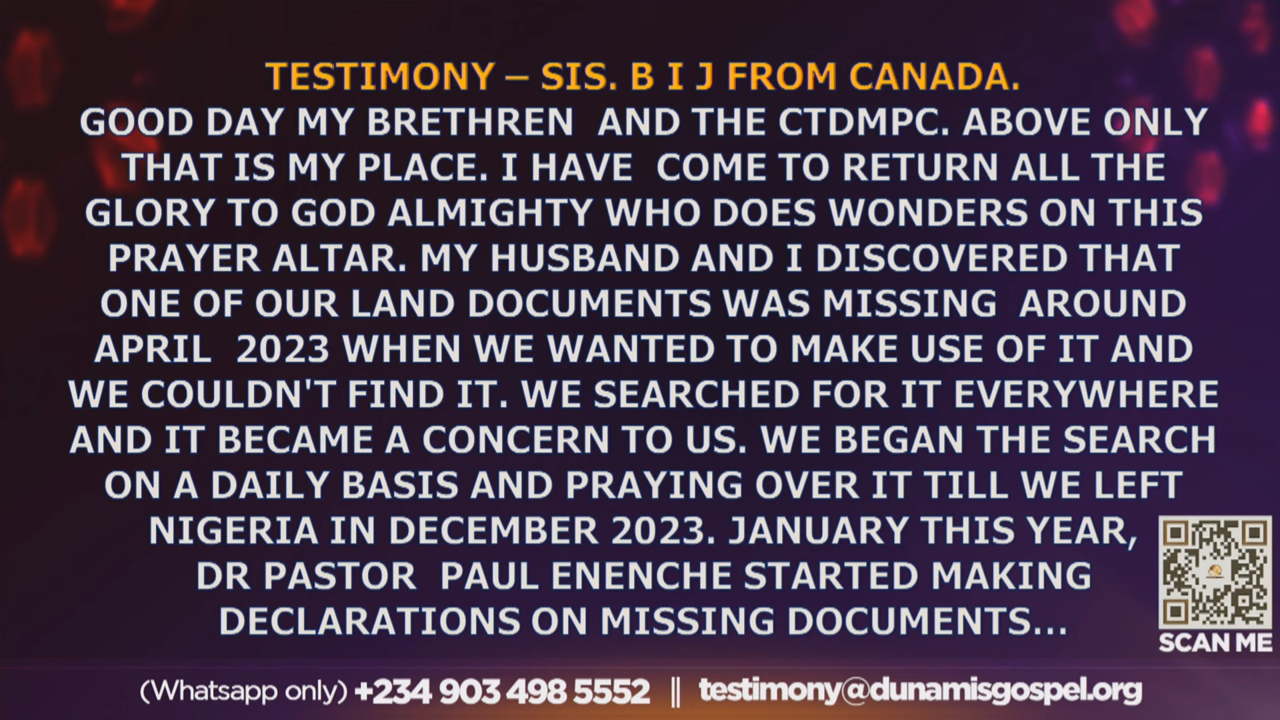 TESTIMONY – SIS. B I J FROM CANADA.
GOOD DAY MY BRETHREN  AND THE CTDMPC. ABOVE ONLY
THAT IS MY PLACE. I HAVE  COME TO RETURN ALL THE
GLORY TO GOD ALMIGHTY WHO DOES WONDERS ON THIS
PRAYER ALTAR. MY HUSBAND AND I DISCOVERED THAT
ONE OF OUR LAND DOCUMENTS WAS MISSING  AROUND
APRIL  2023 WHEN WE WANTED TO MAKE USE OF IT AND
WE COULDN'T FIND IT. WE SEARCHED FOR IT EVERYWHERE
AND IT BECAME A CONCERN TO US. WE BEGAN THE SEARCH
ON A DAILY BASIS AND PRAYING OVER IT TILL WE LEFT
NIGERIA IN DECEMBER 2023. JANUARY THIS YEAR,
DR PASTOR  PAUL ENENCHE STARTED MAKING
DECLARATIONS ON MISSING DOCUMENTS...
SCAN ME
(Whatsapp only) +234 903 498 5552 || testimony@dunamisgospel.org